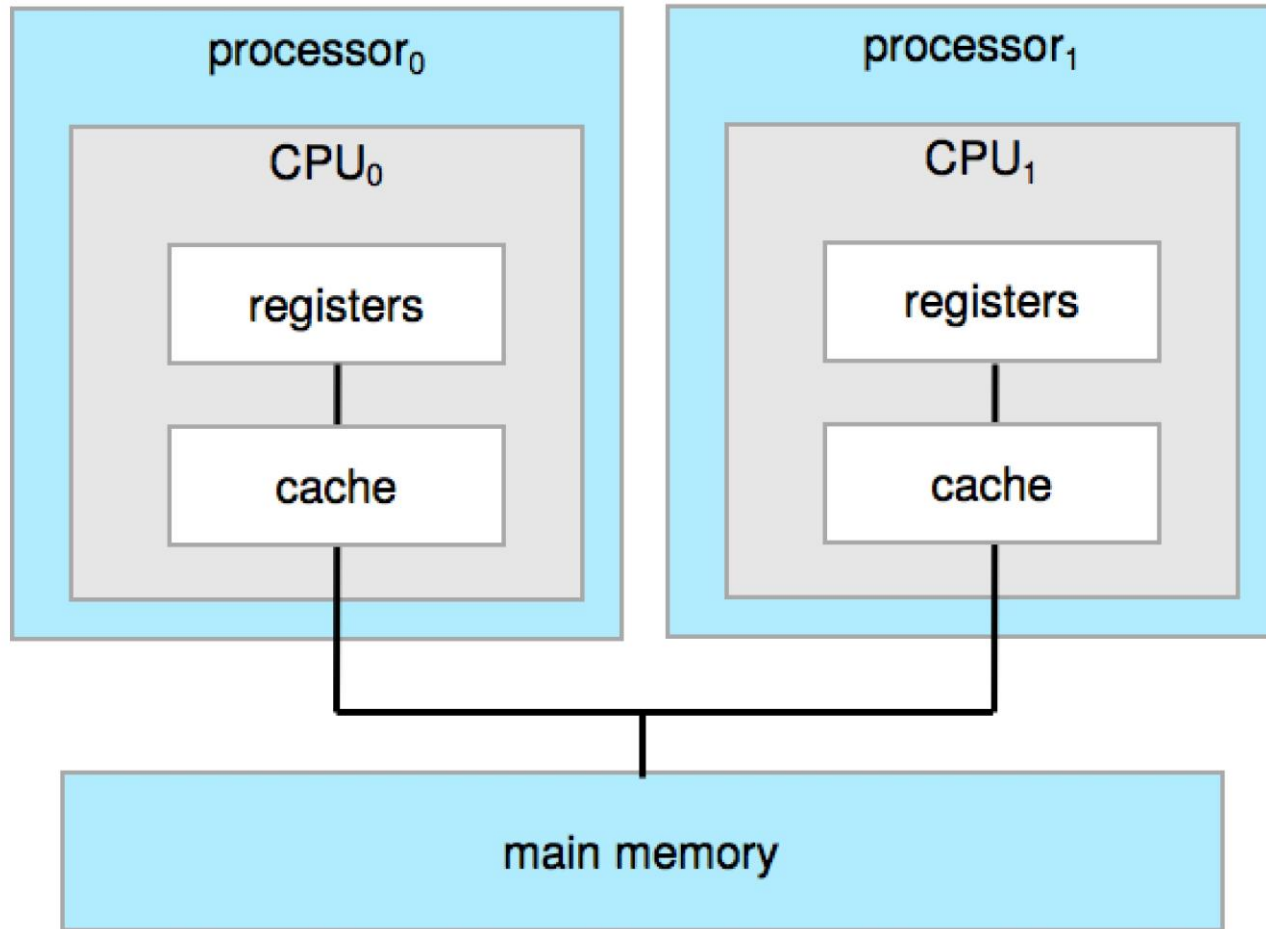 processor₀
CPU₀
registers
cache
processor₁
CPU₁
registers
cache
main memory